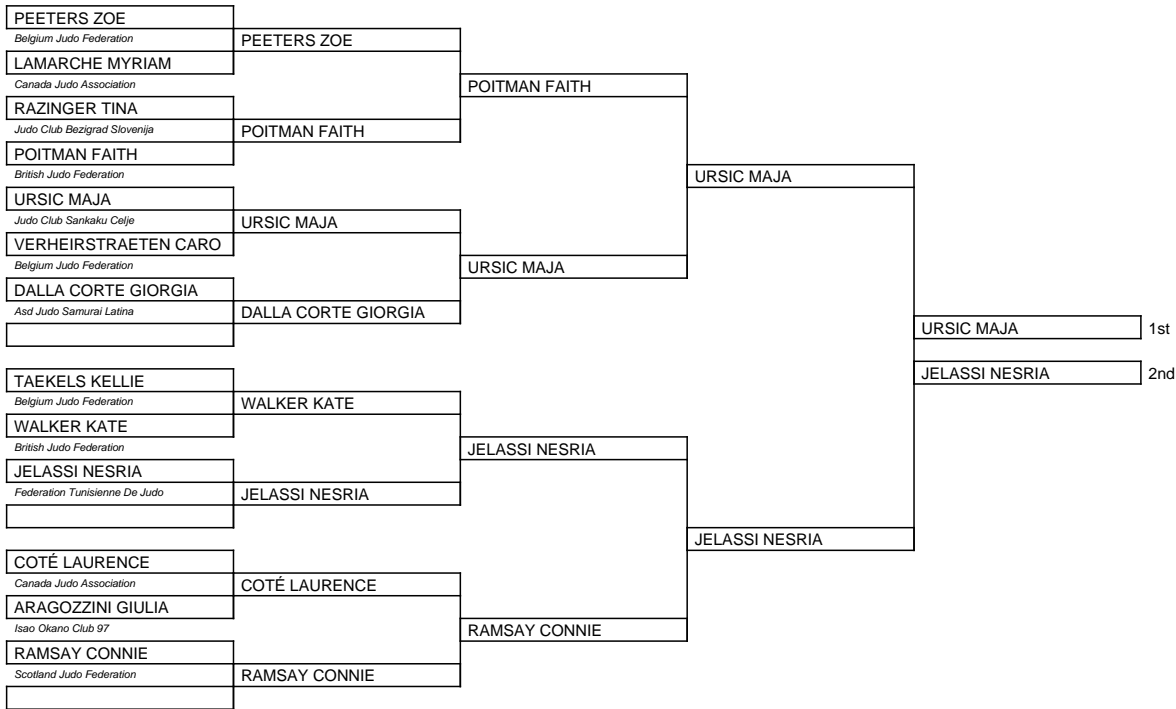 PEETERS ZOE
Belgium Judo Federation
PEETERS ZOE
LAMARCHE MYRIAM
Canada Judo Association
POITMAN FAITH
RAZINGER TINA
Judo Club Bezigrad Slovenija
POITMAN FAITH
POITMAN FAITH
British Judo Federation
URSIC MAJA
URSIC MAJA
Judo Club Sankaku Celje
URSIC MAJA
VERHEIRSTRAETEN CARO
Belgium Judo Federation
URSIC MAJA
DALLA CORTE GIORGIA
Asd Judo Samurai Latina
DALLA CORTE GIORGIA
URSIC MAJA 1st
JELASSI NESRIA 2nd
TAEKELS KELLIE
Belgium Judo Federation
WALKER KATE
WALKER KATE
British Judo Federation
JELASSI NESRIA
JELASSI NESRIA
Federation Tunisienne De Judo
JELASSI NESRIA
JELASSI NESRIA
COTÉ LAURENCE
Canada Judo Association
COTÉ LAURENCE
ARAGOZZINI GIULIA
Isao Okano Club 97
RAMSAY CONNIE
RAMSAY CONNIE
Scotland Judo Federation
RAMSAY CONNIE